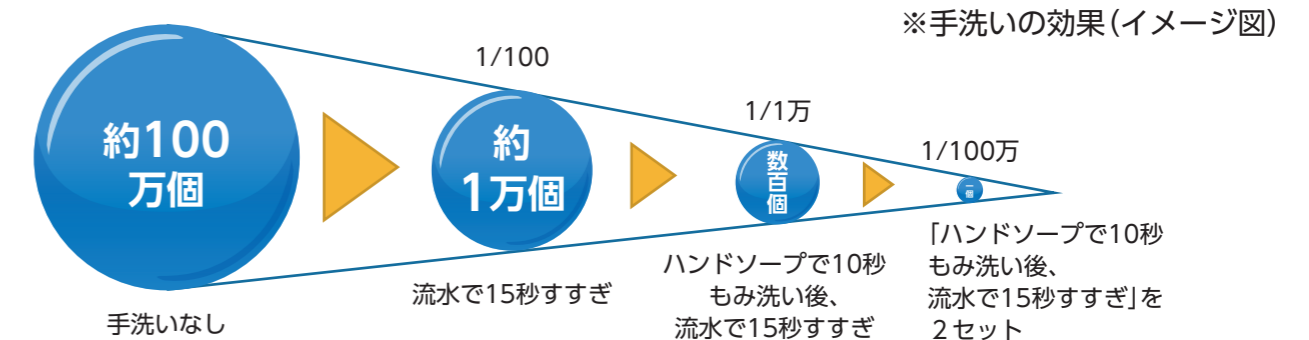 ※手洗いの効果（イメージ図）
約100
万個
手洗いなし
1/100
約
1万個
流水で15秒すすぎ
1/1万
数百個
ハンドソープで10秒
もみ洗い後、
流水で15秒すすぎ
1/100万
一個
「ハンドソープで10秒
もみ洗い後、
流水で15秒すすぎ」を
２セット